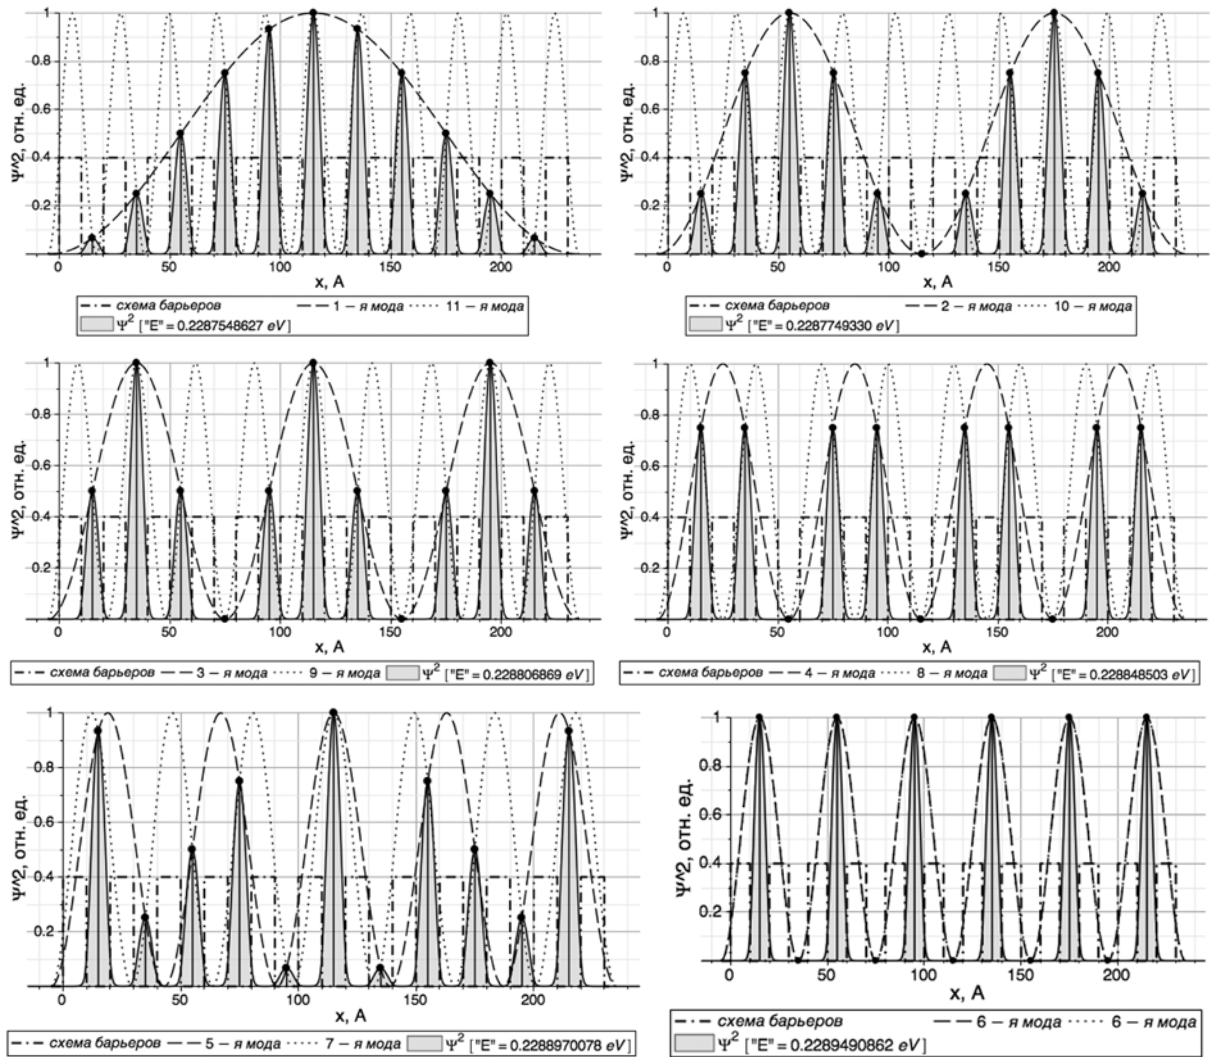 Ψ^2, отн. ед.
1
0.8
0.6
0.4
0.2
0 50 100 150 200
x, A
схема барьеров 1 – я мода 11 – я мода
Ψ² ["E" = 0.2287548627 eV]
Ψ^2, отн. ед.
1
0.8
0.6
0.4
0.2
0 50 100 150 200
x, A
схема барьеров 2 – я мода 10 – я мода
Ψ² ["E" = 0.2287749330 eV]
Ψ^2, отн. ед.
1
0.8
0.6
0.4
0.2
0 50 100 150 200
x, A
схема барьеров 3 – я мода 9 – я мода Ψ² ["E" = 0.228806869 eV]
Ψ^2, отн. ед.
1
0.8
0.6
0.4
0.2
0 50 100 150 200
x, A
схема барьеров 4 – я мода 8 – я мода Ψ² ["E" = 0.228848503 eV]
Ψ^2, отн. ед.
1
0.8
0.6
0.4
0.2
0 50 100 150 200
x, A
схема барьеров 5 – я мода 7 – я мода Ψ² ["E" = 0.2288970078 eV]
Ψ^2, отн. ед.
1
0.8
0.6
0.4
0.2
0 50 100 150 200
x, A
схема барьеров 6 – я мода 6 – я мода
Ψ² ["E" = 0.2289490862 eV]